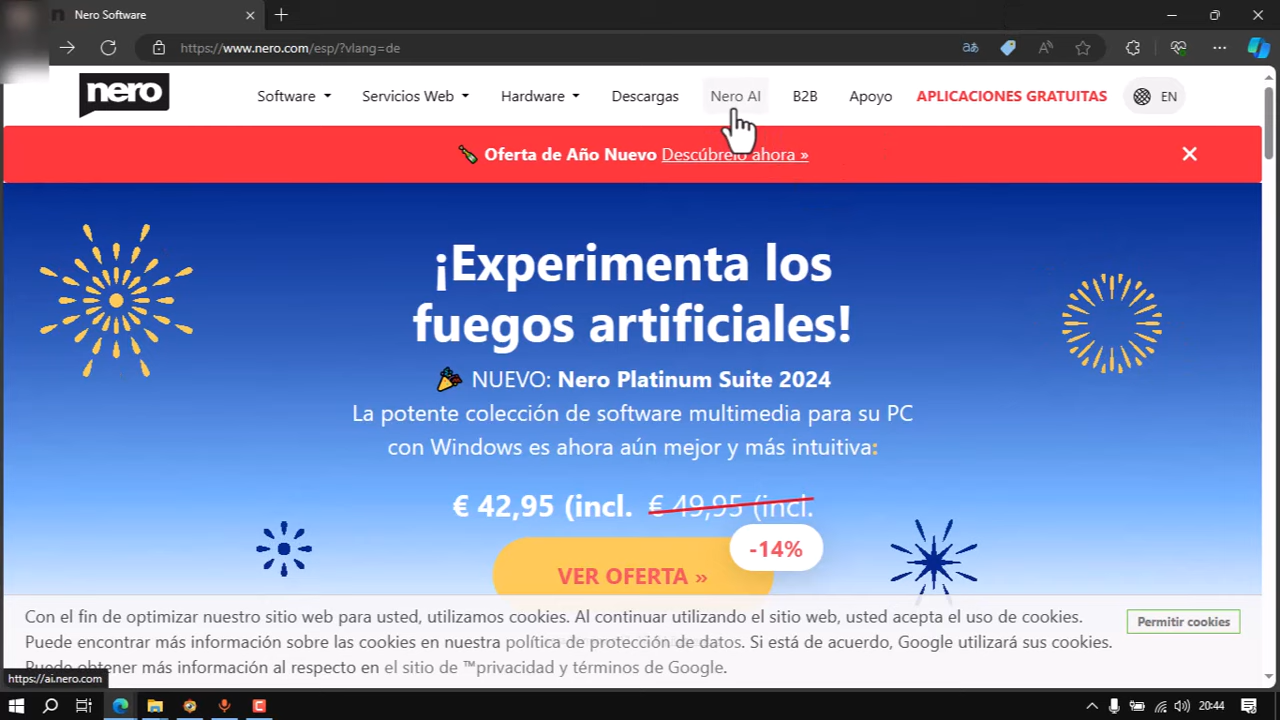 Nero Software
https://www.nero.com/esp/?vlang=de
nero
Software
Servicios Web
Hardware
Descargas
Nero AI
B2B
Apoyo
APLICACIONES GRATUITAS
EN
Oferta de Año Nuevo Descúbrelo ahora »
¡Experimenta los
fuegos artificiales!
NUEVO: Nero Platinum Suite 2024
La potente colección de software multimedia para su PC
con Windows es ahora aún mejor y más intuitiva:
€ 42,95 (incl. € 49,95 (incl.
-14%
VER OFERTA »
Con el fin de optimizar nuestro sitio web para usted, utilizamos cookies. Al continuar utilizando el sitio web, usted acepta el uso de cookies.
Puede encontrar más información sobre las cookies en nuestra política de protección de datos. Si está de acuerdo, Google utilizará sus cookies.
Puede obtener más información al respecto en el sitio de ™privacidad y términos de Google.
Permitir cookies
https://ai.nero.com
20:44